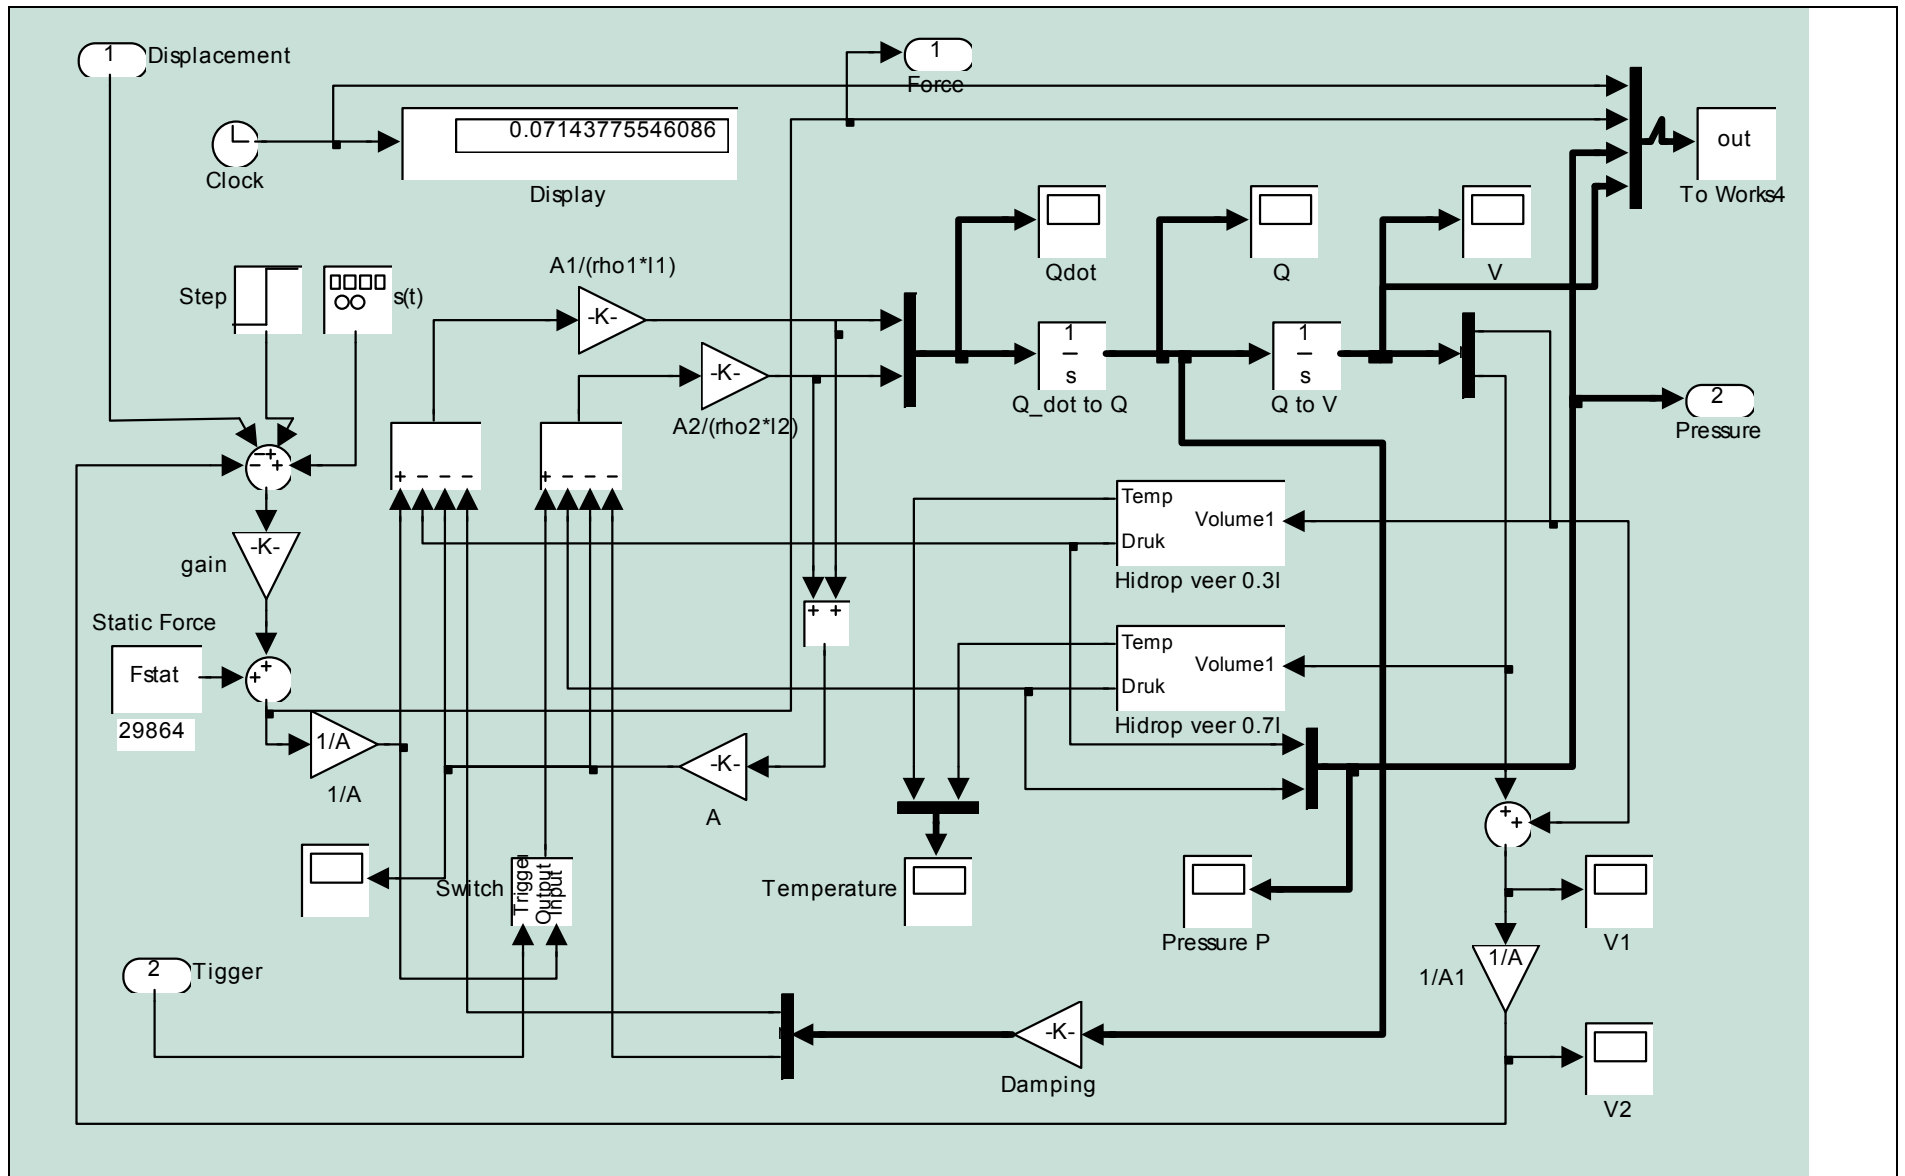 1
Displacement
1
Force
0.07143775546086
Display
Clock
out
To Works4
Step
s(t)
A1/(rho1*l1)
-K-
-K-
A2/(rho2*l2)
Qdot
Q
V
1
s
Q_dot to Q
1
s
Q to V
2
Pressure
+ − − −
+ − − −
−
+
−
+
-K-
gain
Temp
Volume1
Druk
Hidrop veer 0.3l
+ +
Static Force
Fstat
29864
+
+
Temp
Volume1
Druk
Hidrop veer 0.7l
1/A
1/A
-K-
A
+
+
Switch
Trigger
Output
Input
Temperature
Pressure P
V1
1/A
1/A1
2
Tigger
-K-
Damping
V2